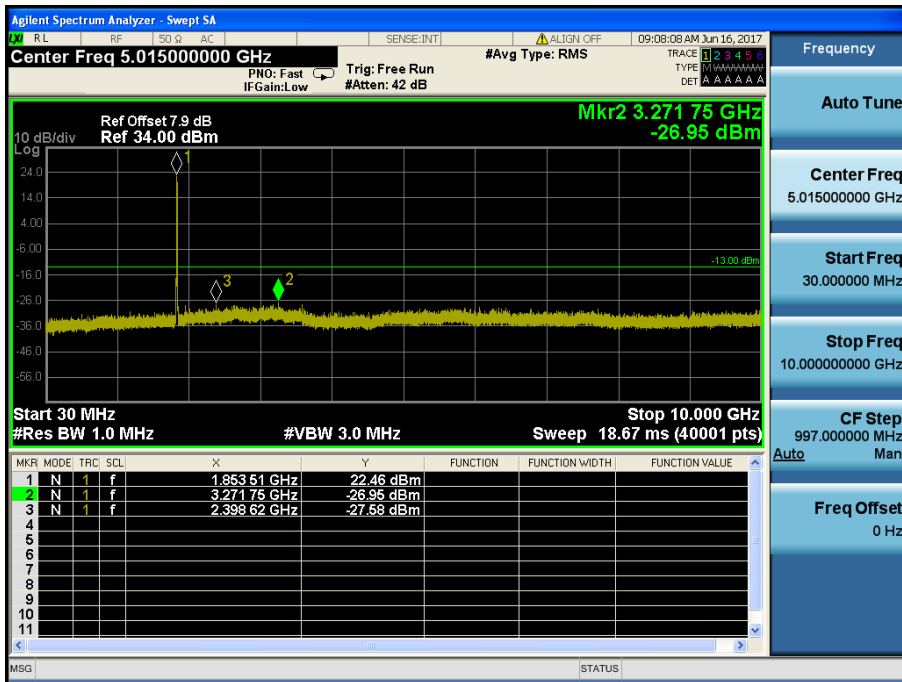 Agilent Spectrum Analyzer - Swept SA
LXI RL RF 50 Ω AC SENSE:INT ALIGN OFF 09:08:08 AM Jun 16, 2017
Center Freq 5.015000000 GHz
#Avg Type: RMS
TRACE 1 2 3 4 5 6
PNO: Fast Trig: Free Run
TYPE M WWWWW
IFGain:Low #Atten: 42 dB
DET A A A A A A
Frequency
Auto Tune
Center Freq
5.015000000 GHz
Start Freq
30.000000 MHz
Stop Freq
10.000000000 GHz
CF Step
997.000000 MHz
Auto Man
Freq Offset
0 Hz
Mkr2 3.271 75 GHz
-26.95 dBm
Ref Offset 7.9 dB
10 dB/div Ref 34.00 dBm
Log
24.0
14.0
4.00
-6.00
-16.0
-26.0
-36.0
-46.0
-56.0
1
3
2
-13.00 dBm
Start 30 MHz Stop 10.000 GHz
#Res BW 1.0 MHz #VBW 3.0 MHz Sweep 18.67 ms (40001 pts)
MKR MODE TRC SCL X Y FUNCTION FUNCTION WIDTH FUNCTION VALUE
1 N 1 f 1.853 51 GHz 22.46 dBm
2 N 1 f 3.271 75 GHz -26.95 dBm
3 N 1 f 2.398 62 GHz -27.58 dBm
4
5
6
7
8
9
10
11
MSG STATUS